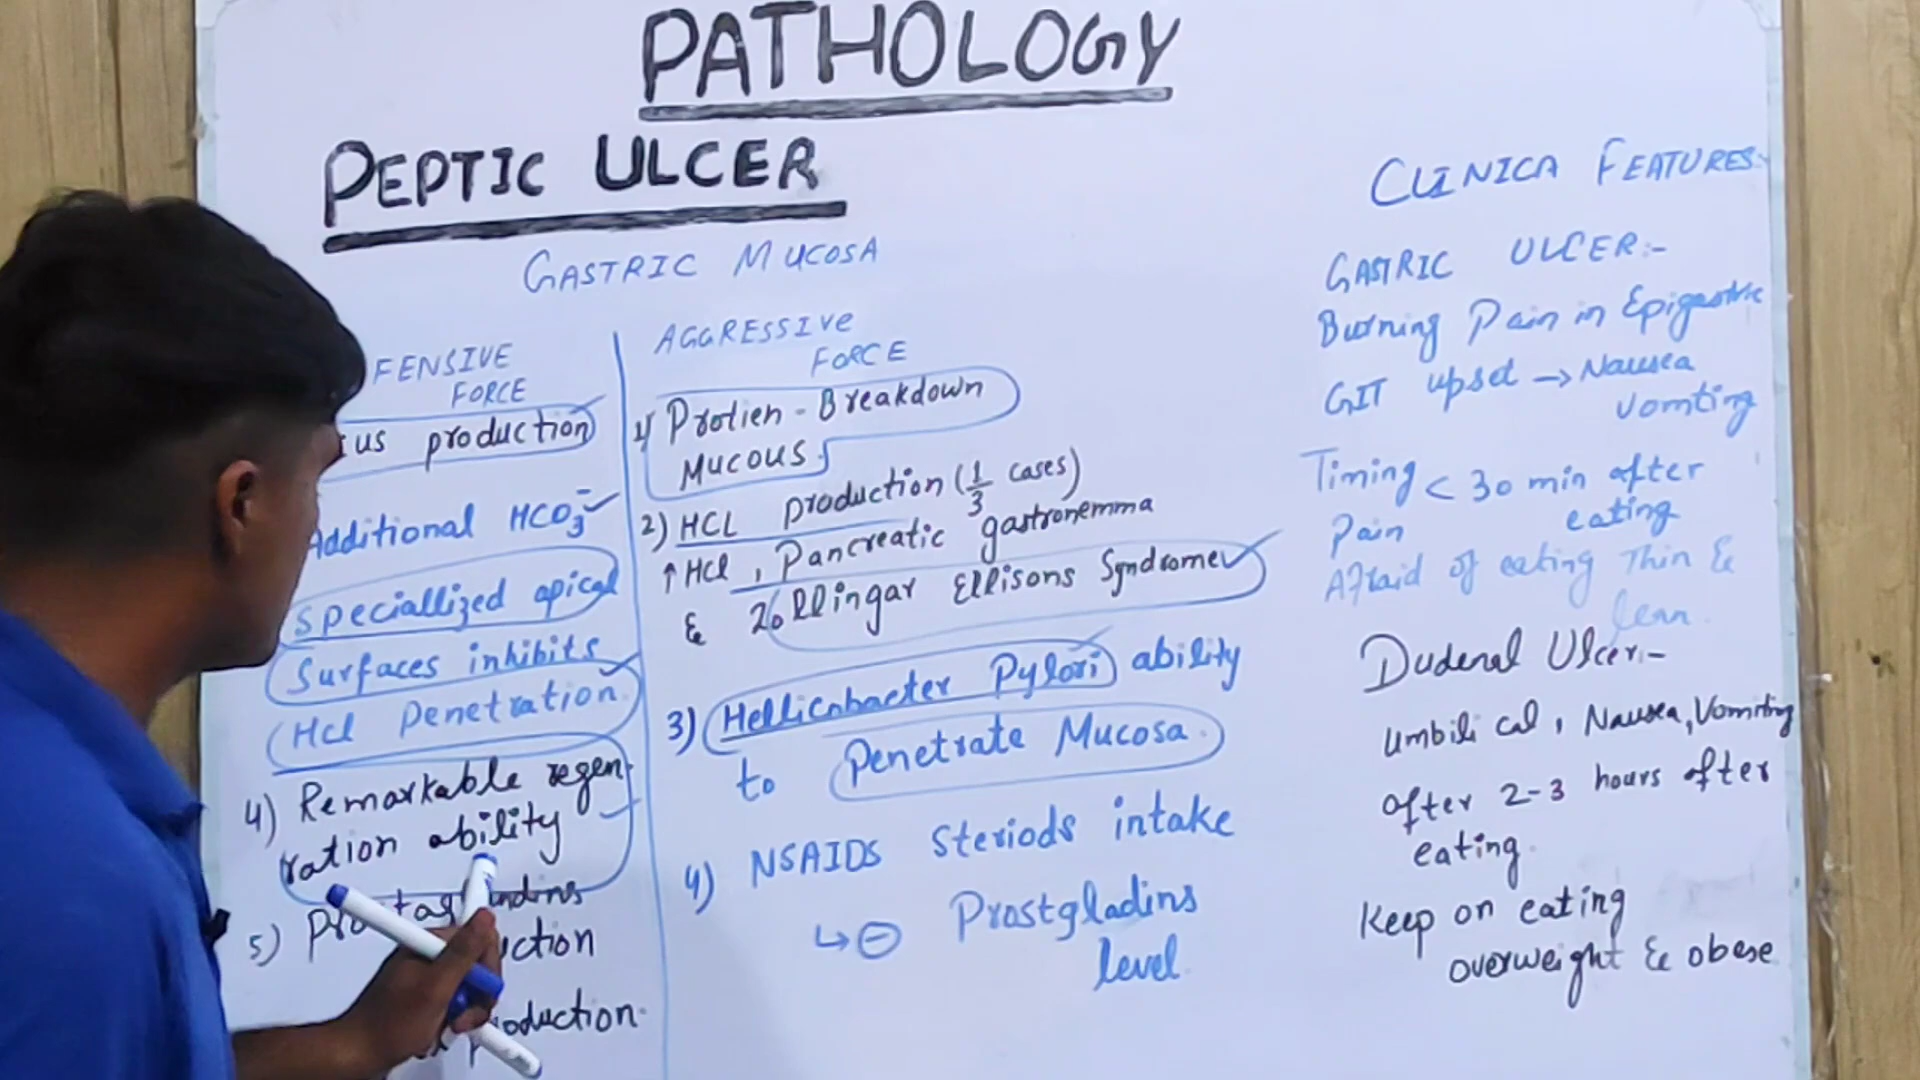 PATHOLOGY
PEPTIC ULCER
GASTRIC MUCOSA
FENSIVE
FORCE
us production
Additional HCO3-
Speciallized apical
Surfaces inhibits
HCl Penetration
4) Remarkable regen-
ration ability
5)
production.
AGGRESSIVE
FORCE
1) Protien - Breakdown
Mucous
2) HCL production (1/3 cases)
↑ HCl, Pancreatic gastronemma
& Zollingar Ellisons Syndrome
3) Hellicobacter Pylori ability
to Penetrate Mucosa.
4) NSAIDS Steriods intake
↳ ⊖ Prostgladins
level.
CLINICA FEATURES:
GASTRIC ULCER:-
Burning Pain in Epigastric
GIT upset → Nausea
Vomting
Timing < 30 min after
Pain eating
Afraid of eating Thin &
lean.
Dudenal Ulcer:-
Umbilical, Nausea, Vomiting
after 2-3 hours after
eating.
Keep on eating
overweight & obese